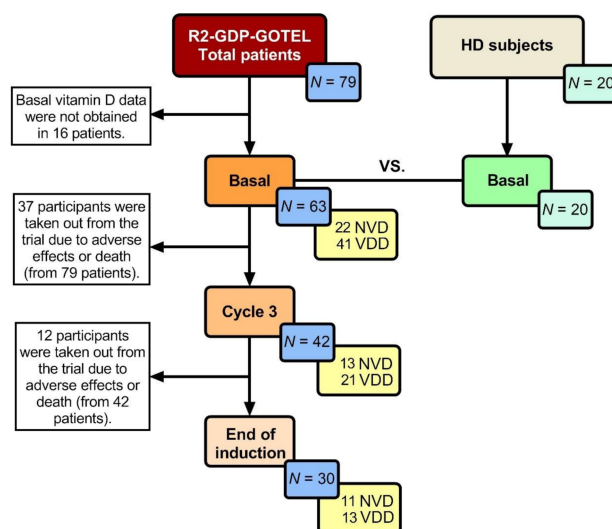 R2-GDP-GOTEL
Total patients
N = 79
HD subjects
N = 20
Basal vitamin D data
were not obtained
in 16 patients.
VS.
Basal
N = 63
22 NVD
41 VDD
Basal
N = 20
37 participants were
taken out from the
trial due to adverse
effects or death
(from 79 patients).
Cycle 3
N = 42
13 NVD
21 VDD
12 participants
were taken out from
the trial due to
adverse effects or
death (from 42
patients).
End of
induction
N = 30
11 NVD
13 VDD